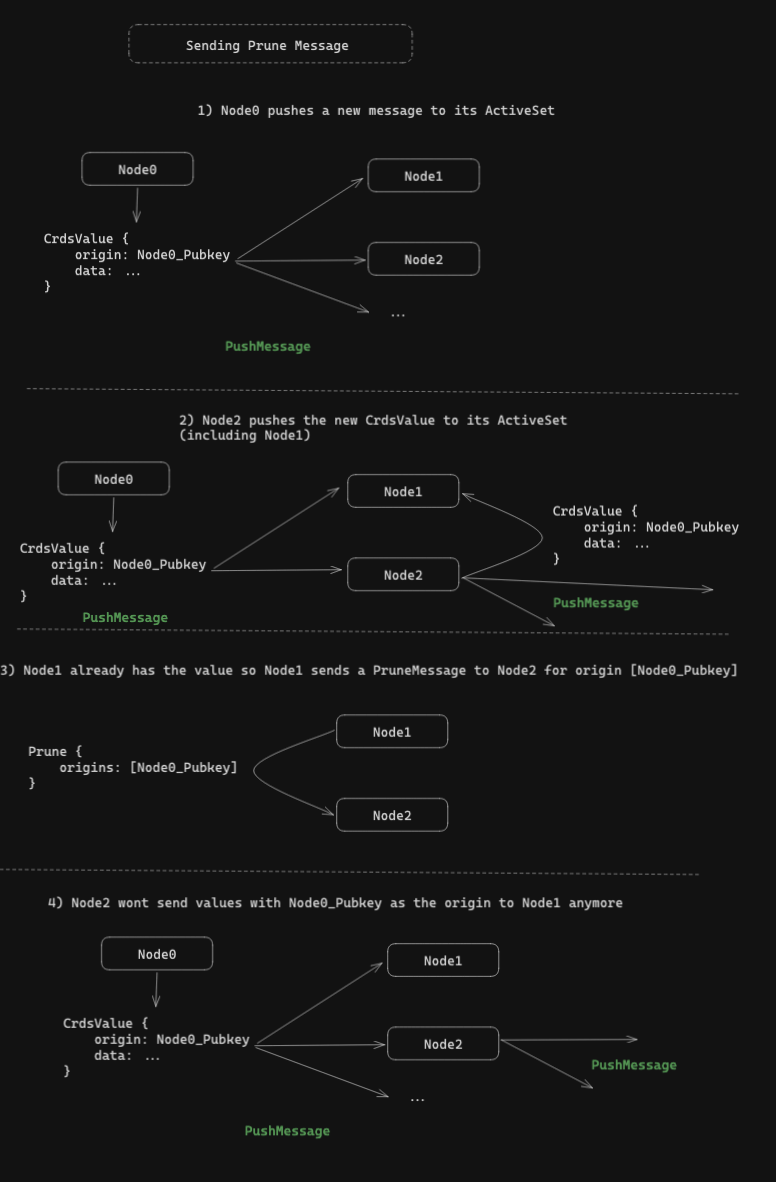 Sending Prune Message
1) Node0 pushes a new message to its ActiveSet
Node0
Node1
CrdsValue {
origin: Node0_Pubkey
data: ...
}
Node2
...
PushMessage
2) Node2 pushes the new CrdsValue to its ActiveSet
(including Node1)
Node0
Node1
CrdsValue {
origin: Node0_Pubkey
data: ...
}
CrdsValue {
origin: Node0_Pubkey
data: ...
}
Node2
PushMessage
PushMessage
3) Node1 already has the value so Node1 sends a PruneMessage to Node2 for origin [Node0_Pubkey]
Node1
Prune {
origins: [Node0_Pubkey]
}
Node2
4) Node2 wont send values with Node0_Pubkey as the origin to Node1 anymore
Node0
Node1
CrdsValue {
origin: Node0_Pubkey
data: ...
}
Node2
PushMessage
...
PushMessage